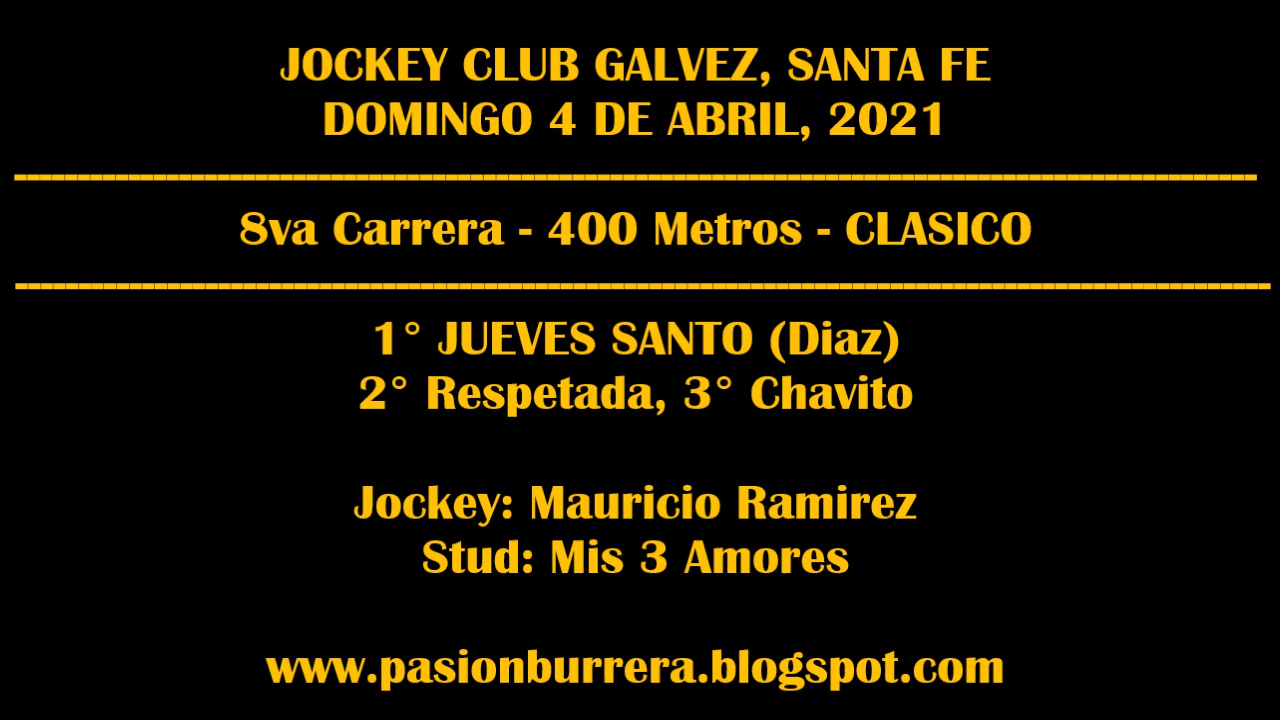 JOCKEY CLUB GALVEZ, SANTA FE
DOMINGO 4 DE ABRIL, 2021
8va Carrera - 400 Metros - CLASICO
1° JUEVES SANTO (Diaz)
2° Respetada, 3° Chavito
Jockey: Mauricio Ramirez
Stud: Mis 3 Amores
www.pasionburrera.blogspot.com